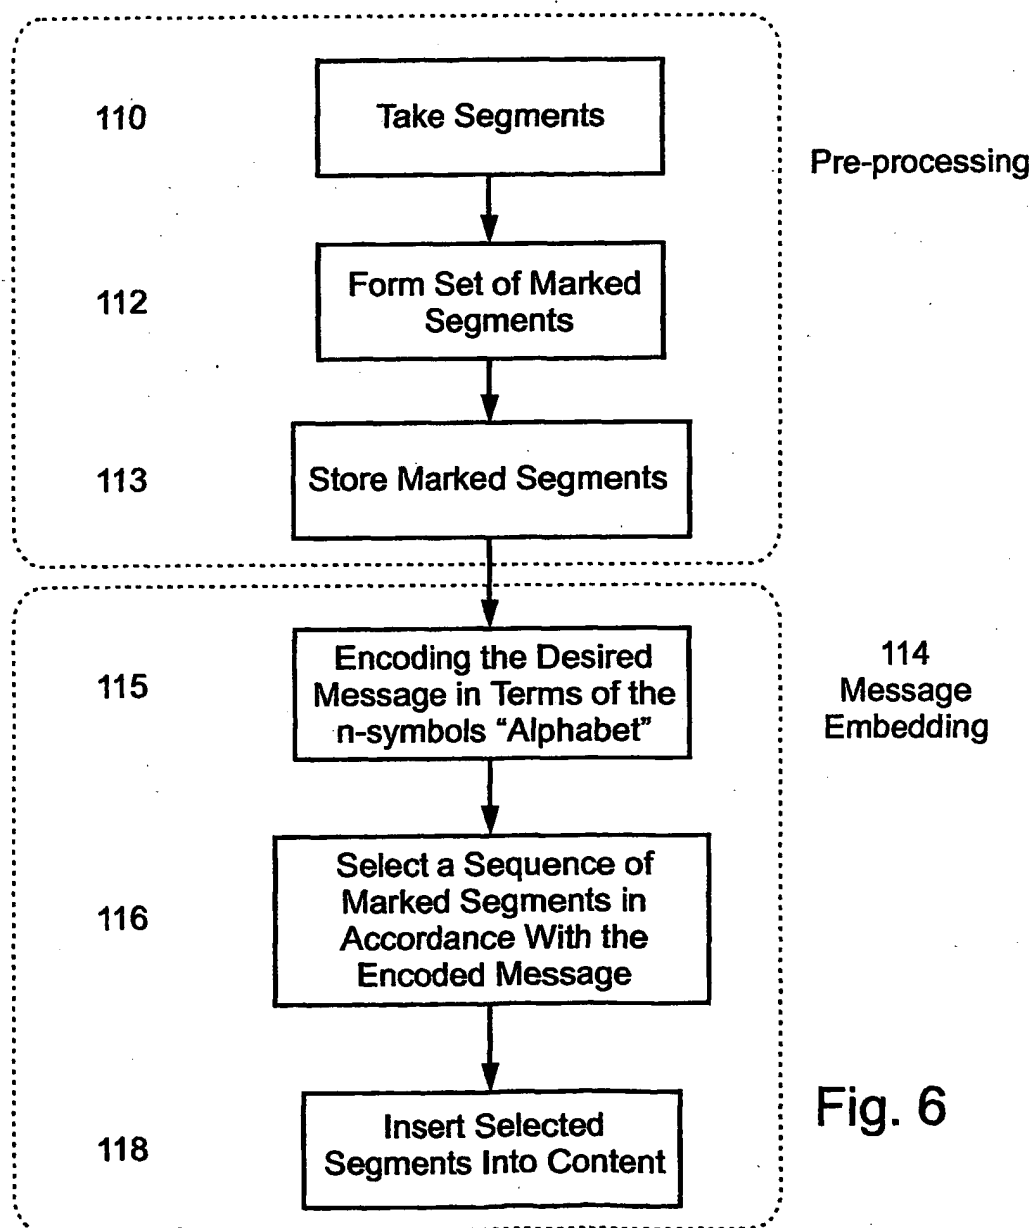 110
Take Segments
Pre-processing
112
Form Set of Marked
Segments
113
Store Marked Segments
115
Encoding the Desired
Message in Terms of the
n-symbols “Alphabet”
114
Message
Embedding
116
Select a Sequence of
Marked Segments in
Accordance With the
Encoded Message
118
Insert Selected
Segments Into Content
Fig. 6